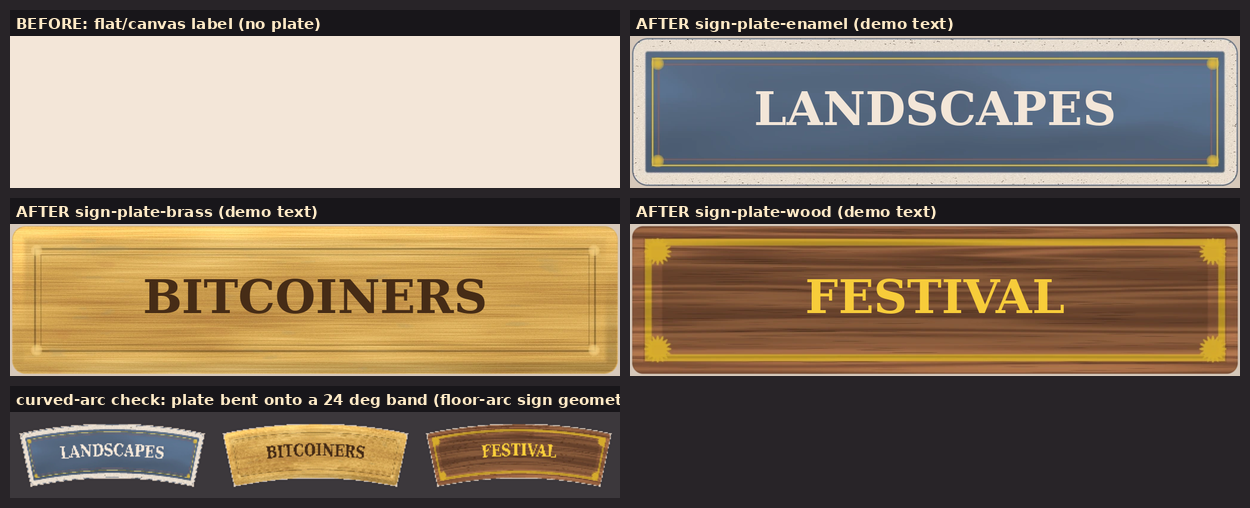 BEFORE: flat/canvas label (no plate)
AFTER sign-plate-enamel (demo text)
LANDSCAPES
AFTER sign-plate-brass (demo text)
BITCOINERS
AFTER sign-plate-wood (demo text)
FESTIVAL
curved-arc check: plate bent onto a 24 deg band (floor-arc sign geomet
LANDSCAPES
BITCOINERS
FESTIVAL